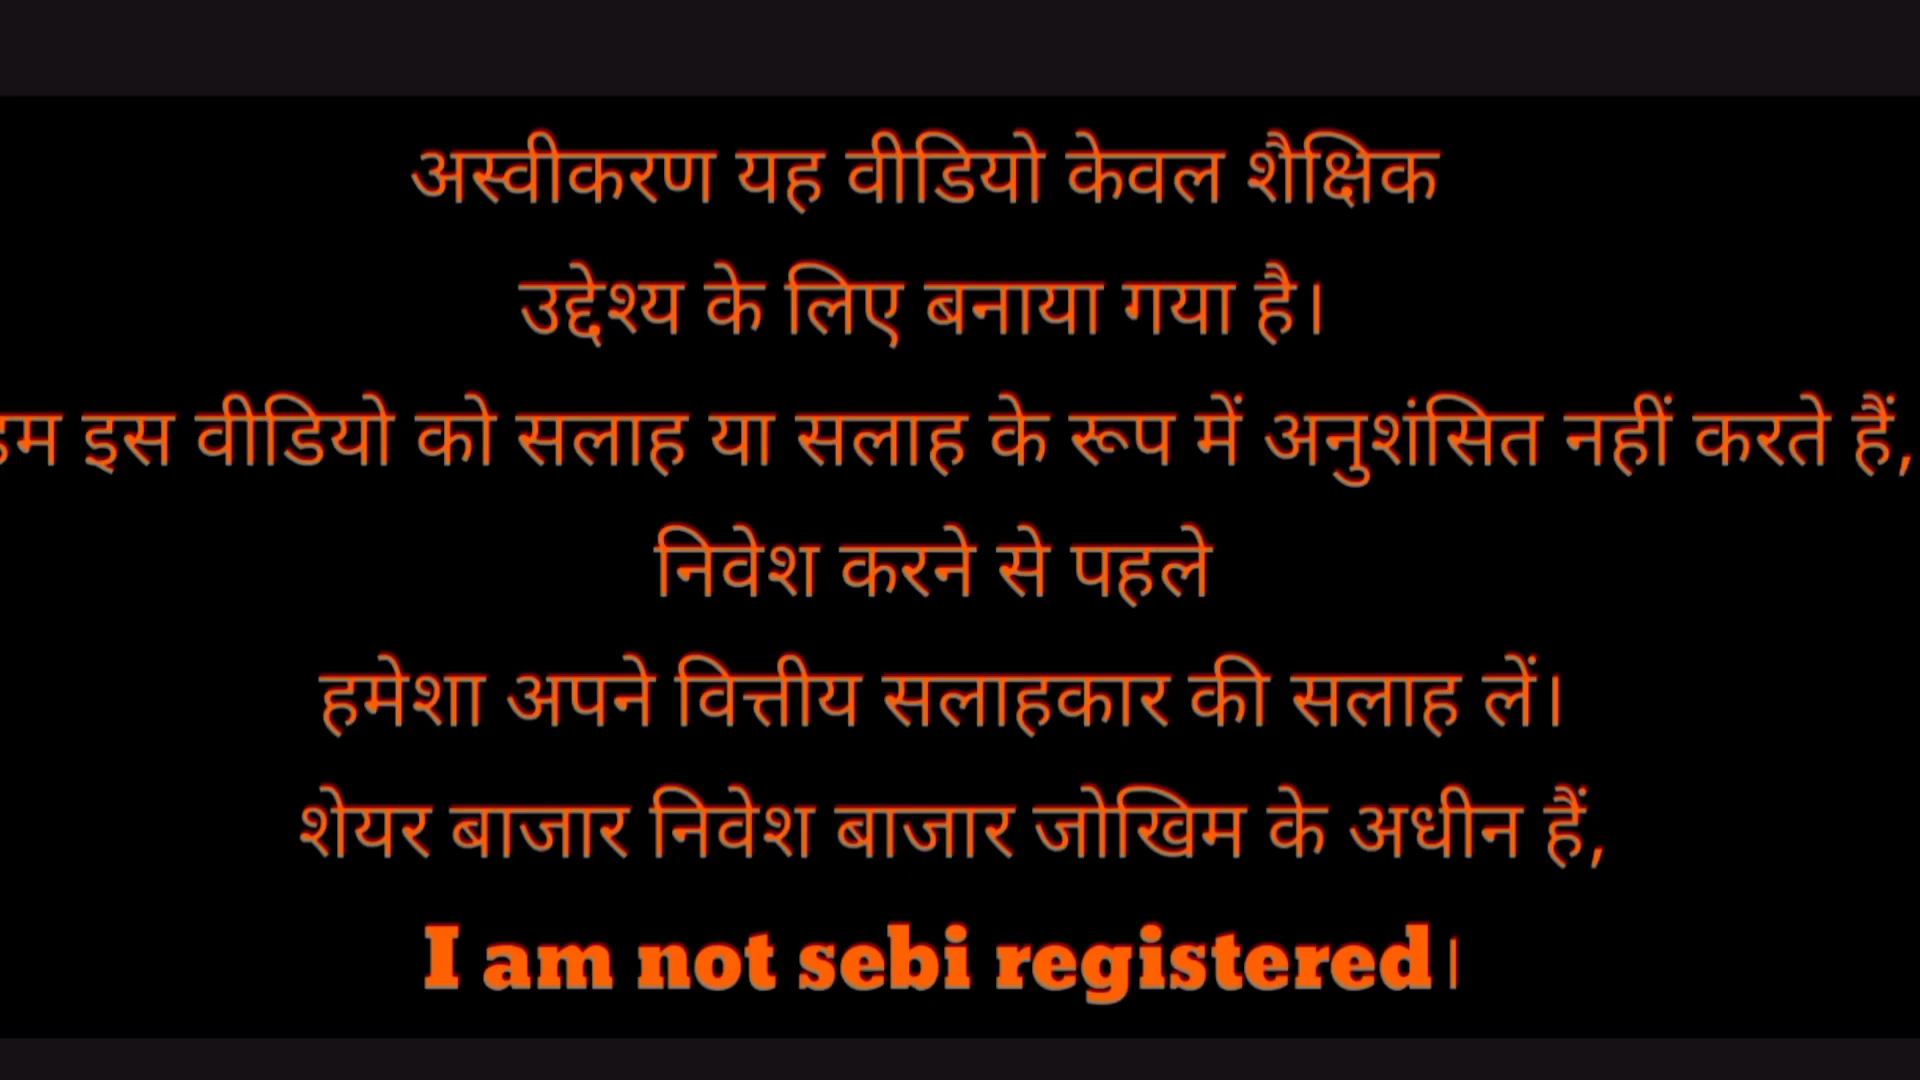 अस्वीकरण यह वीडियो केवल शैक्षिक
उद्देश्य के लिए बनाया गया है।
हम इस वीडियो को सलाह या सलाह के रूप में अनुशंसित नहीं करते हैं,
निवेश करने से पहले
हमेशा अपने वित्तीय सलाहकार की सलाह लें।
शेयर बाजार निवेश बाजार जोखिम के अधीन हैं,
I am not sebi registered।